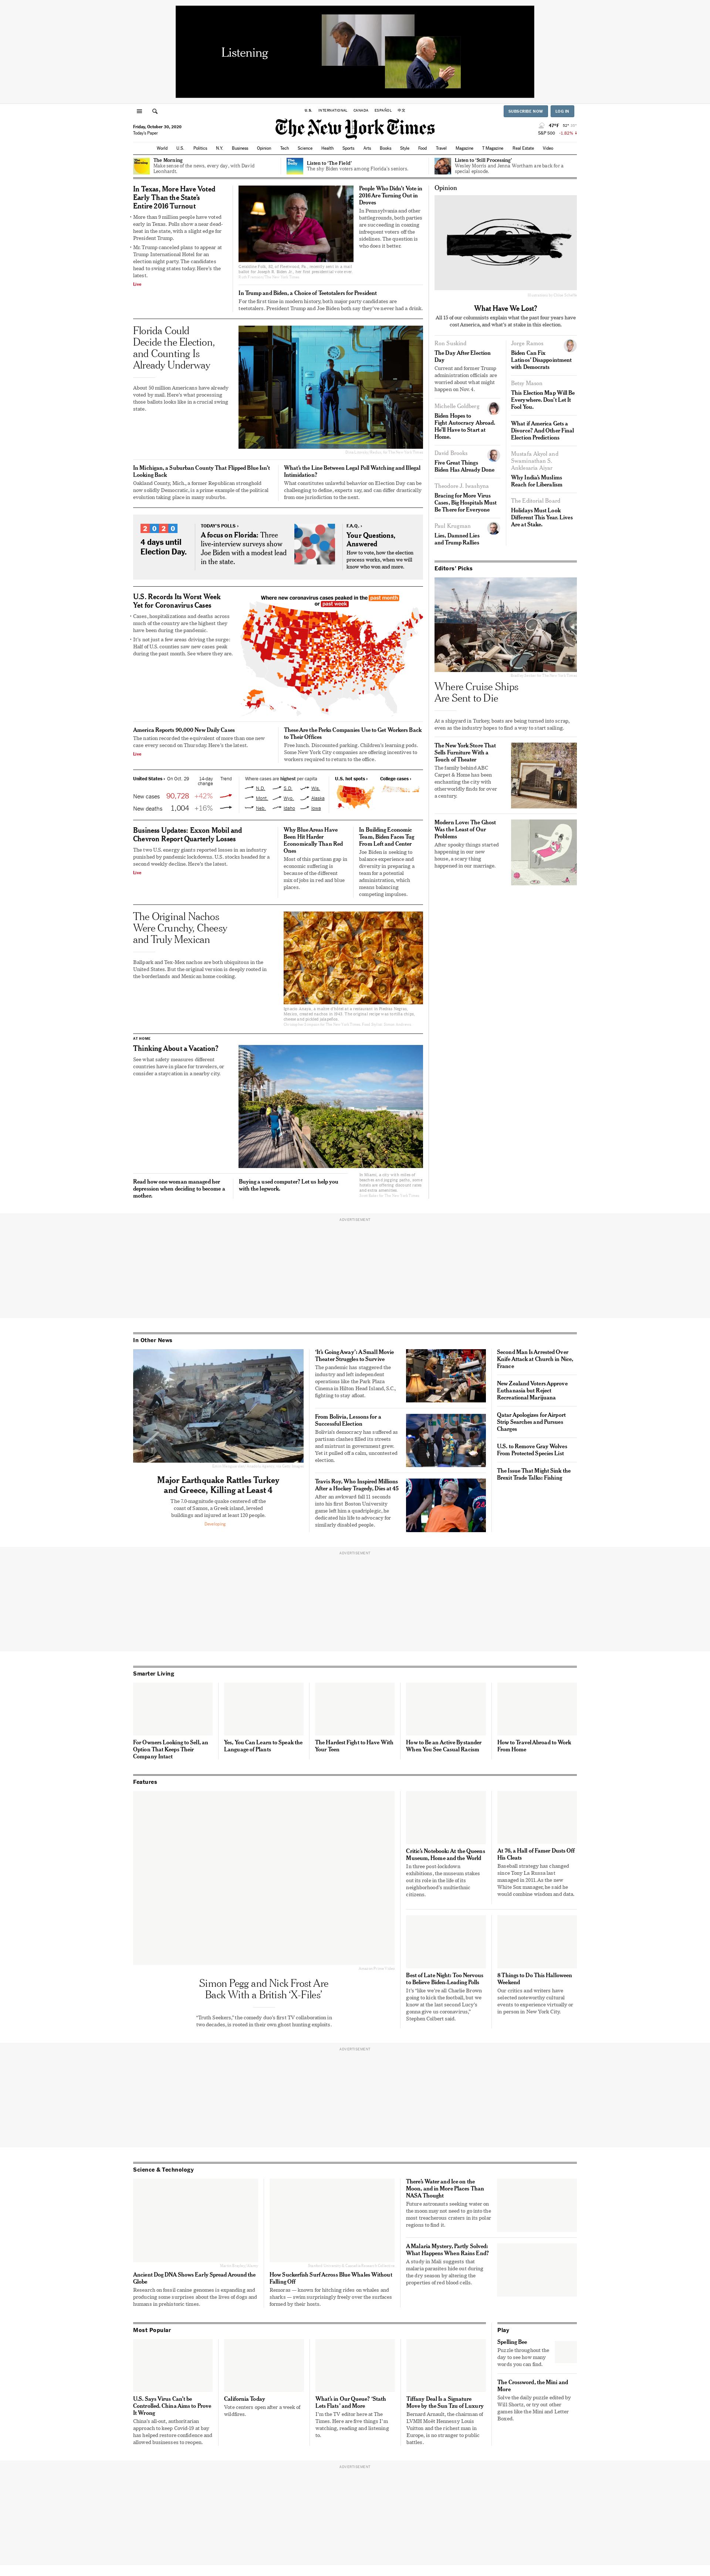 Listening
N.B. INTERNATIONAL CANADA ESPAÑOL 中文
SUBSCRIBE NOW LOG IN
Friday, October 30, 2020
Today's Paper
The New York Times
47°F
S&P 500 -1.82%
World U.S. Politics N.Y. Business Opinion Tech Science Health Sports Arts Books Style Food Travel Magazine T Magazine Real Estate Video
The Morning
Make sense of the news, every day, with David
Leonhardt.
Listen to 'The Field'
The shy Biden voters among Florida's seniors.
Listen to 'Still Processing'
Wesley Morris and Jenna Wortham are back for a
special episode.
In Texas, More Have Voted
Early Than the State's
Entire 2016 Turnout
• More than 9 million people have voted
early in Texas. Polls show a near dead-
heat in the state, with a slight edge for
President Trump.
• Mr. Trump canceled plans to appear at
Trump International Hotel for an
election night party. The candidates
head to swing states today. Here's the
latest.
Live
People Who Didn't Vote in
2016 Are Turning Out in
Droves
In Pennsylvania and other
battlegrounds, both parties
are succeeding in coaxing
infrequent voters off the
sidelines. The question is
who does it better.
In Trump and Biden, a Choice of Teetotalers for President
For the first time in modern history, both major party candidates are
teetotalers. President Trump and Joe Biden both say they've never had a drink.
Florida Could
Decide the Election,
and Counting Is
Already Underway
About 30 million Americans have already
voted by mail. Here's what processing
those ballots looks like in a crucial swing
state.
In Michigan, a Suburban County That Flipped Blue Isn't
Looking Back
Oakland County, Mich., a former Republican stronghold
now solidly Democratic, is a prime example of the political
evolution taking place in many suburbs.
What's the Line Between Legal Poll Watching and Illegal
Intimidation?
What constitutes unlawful behavior on Election Day can be
challenging to define, experts say, and can differ drastically
from one jurisdiction to the next.
2020
4 days until
Election Day.
TODAY'S POLLS ›
A focus on Florida: Three
live-interview surveys show
Joe Biden with a modest lead
in the state.
F.A.Q. ›
Your Questions,
Answered
How to vote, how the election
process works, when we will
know who won and more.
U.S. Records Its Worst Week
Yet for Coronavirus Cases
• Cases, hospitalizations and deaths across
much of the country are the highest they
have been during the pandemic.
• It's not just a few areas driving the surge:
Half of U.S. counties saw new cases peak
during the past month. See where they are.
Where new coronavirus cases peaked in the past month
or past week
America Reports 90,000 New Daily Cases
The nation recorded the equivalent of more than one new
case every second on Thursday. Here's the latest.
Live
These Are the Perks Companies Use to Get Workers Back
to Their Offices
Free lunch. Discounted parking. Children's learning pods.
Some New York City companies are offering incentives to
workers required to return to the office.
United States › On Oct. 29 14-day change Trend
New cases 90,728 +42%
New deaths 1,004 +16%
Where cases are highest per capita
N.D. S.D. Wis.
Mont. Wyo. Alaska
Neb. Idaho Iowa
U.S. hot spots ›
College cases ›
Business Updates: Exxon Mobil and
Chevron Report Quarterly Losses
The two U.S. energy giants reported losses in an industry
punished by pandemic lockdowns. U.S. stocks headed for a
second weekly decline. Here's the latest.
Live
Why Blue Areas Have
Been Hit Harder
Economically Than Red
Ones
Most of this partisan gap in
economic suffering is
because of the different
mix of jobs in red and blue
places.
In Building Economic
Team, Biden Faces Tug
From Left and Center
Joe Biden is seeking to
balance experience and
diversity in preparing a
team for a potential
administration, which
means balancing
competing impulses.
The Original Nachos
Were Crunchy, Cheesy
and Truly Mexican
Ballpark and Tex-Mex nachos are both ubiquitous in the
United States. But the original version is deeply rooted in
the borderlands and Mexican home cooking.
AT HOME
Thinking About a Vacation?
See what safety measures different
countries have in place for travelers, or
consider a staycation in a nearby city.
Read how one woman managed her
depression when deciding to become a
mother.
Buying a used computer? Let us help you
with the legwork.
Opinion
What Have We Lost?
All 15 of our columnists explain what the past four years have
cost America, and what's at stake in this election.
Ron Suskind
The Day After Election
Day
Current and former Trump
administration officials are
worried about what might
happen on Nov. 4.
Michelle Goldberg
Biden Hopes to
Fight Autocracy Abroad.
He'll Have to Start at
Home.
David Brooks
Five Great Things
Biden Has Already Done
Theodore J. Iwashyna
Bracing for More Virus
Cases, Big Hospitals Must
Be There for Everyone
Paul Krugman
Lies, Damned Lies
and Trump Rallies
Jorge Ramos
Biden Can Fix
Latinos' Disappointment
with Democrats
Betsy Mason
This Election Map Will Be
Everywhere. Don't Let It
Fool You.
What if America Gets a
Divorce? And Other Final
Election Predictions
Mustafa Akyol and
Swaminathan S.
Anklesaria Aiyar
Why India's Muslims
Reach for Liberalism
The Editorial Board
Holidays Must Look
Different This Year. Lives
Are at Stake.
Editors' Picks
Where Cruise Ships
Are Sent to Die
At a shipyard in Turkey, boats are being turned into scrap,
even as the industry hopes to find a way to start sailing.
The New York Store That
Sells Furniture With a
Touch of Theater
The family behind ABC
Carpet & Home has been
enchanting the city with
otherworldly finds for over
a century.
Modern Love: The Ghost
Was the Least of Our
Problems
After spooky things started
happening in our new
house, a scary thing
happened in our marriage.
ADVERTISEMENT
In Other News
Major Earthquake Rattles Turkey
and Greece, Killing at Least 4
The 7.0-magnitude quake centered off the
coast of Samos, a Greek island, leveled
buildings and injured at least 120 people.
Developing
'It's Going Away': A Small Movie
Theater Struggles to Survive
The pandemic has staggered the
industry and left independent
operations like the Park Plaza
Cinema in Hilton Head Island, S.C.,
fighting to stay afloat.
From Bolivia, Lessons for a
Successful Election
Bolivia's democracy has suffered as
partisan clashes filled its streets
and mistrust in government grew.
Yet it pulled off a calm, uncontested
election.
Travis Roy, Who Inspired Millions
After a Hockey Tragedy, Dies at 45
After an awkward fall 11 seconds
into his first Boston University
game left him a quadriplegic, he
dedicated his life to advocacy for
similarly disabled people.
Second Man Is Arrested Over
Knife Attack at Church in Nice,
France
New Zealand Voters Approve
Euthanasia but Reject
Recreational Marijuana
Qatar Apologizes for Airport
Strip Searches and Pursues
Charges
U.S. to Remove Gray Wolves
From Protected Species List
The Issue That Might Sink the
Brexit Trade Talks: Fishing
ADVERTISEMENT
Smarter Living
For Owners Looking to Sell, an
Option That Keeps Their
Company Intact
Yes, You Can Learn to Speak the
Language of Plants
The Hardest Fight to Have With
Your Teen
How to Be an Active Bystander
When You See Casual Racism
How to Travel Abroad to Work
From Home
Features
Simon Pegg and Nick Frost Are
Back With a British 'X-Files'
"Truth Seekers," the comedy duo's first TV collaboration in
two decades, is rooted in their own ghost hunting exploits.
Critic's Notebook: At the Queens
Museum, Home and the World
In three post-lockdown
exhibitions, the museum stakes
out its role in the life of its
neighborhood's multiethnic
citizens.
At 76, a Hall of Famer Dusts Off
His Cleats
Baseball strategy has changed
since Tony La Russa last
managed in 2011. As the new
White Sox manager, he said he
would combine wisdom and data.
Best of Late Night: Too Nervous
to Believe Biden-Leading Polls
It's "like we're all Charlie Brown
going to kick the football, but we
know at the last second Lucy's
gonna give us coronavirus,"
Stephen Colbert said.
8 Things to Do This Halloween
Weekend
Our critics and writers have
selected noteworthy cultural
events to experience virtually or
in person in New York City.
ADVERTISEMENT
Science & Technology
Ancient Dog DNA Shows Early Spread Around the
Globe
Research on fossil canine genomes is expanding and
producing some surprises about the lives of dogs and
humans in prehistoric times.
How Suckerfish Surf Across Blue Whales Without
Falling Off
Remoras — known for hitching rides on whales and
sharks — swim surprisingly freely over the surfaces
formed by their hosts.
There's Water and Ice on the
Moon, and in More Places Than
NASA Thought
Future astronauts seeking water on
the moon may not need to go into the
most treacherous craters in its polar
regions to find it.
A Malaria Mystery, Partly Solved:
What Happens When Rains End?
A study in Mali suggests that
malaria parasites hide out during
the dry season by altering the
properties of red blood cells.
Most Popular
U.S. Says Virus Can't be
Controlled. China Aims to Prove
It Wrong
China's all-out, authoritarian
approach to keep Covid-19 at bay
has helped restore confidence and
allowed businesses to reopen.
California Today
Vote centers open after a week of
wildfires.
What's in Our Queue? 'Stath
Lets Flats' and More
I'm the TV editor here at The
Times. Here are five things I'm
watching, reading and listening
to.
Tiffany Deal Is a Signature
Move by the Sun Tzu of Luxury
Bernard Arnault, the chairman of
LVMH Moët Hennessy Louis
Vuitton and the richest man in
Europe, is no stranger to public
battles.
Play
Spelling Bee
Puzzle throughout the
day to see how many
words you can find.
The Crossword, the Mini and
More
Solve the daily puzzle edited by
Will Shortz, or try out other
games like the Mini and Letter
Boxed.
ADVERTISEMENT